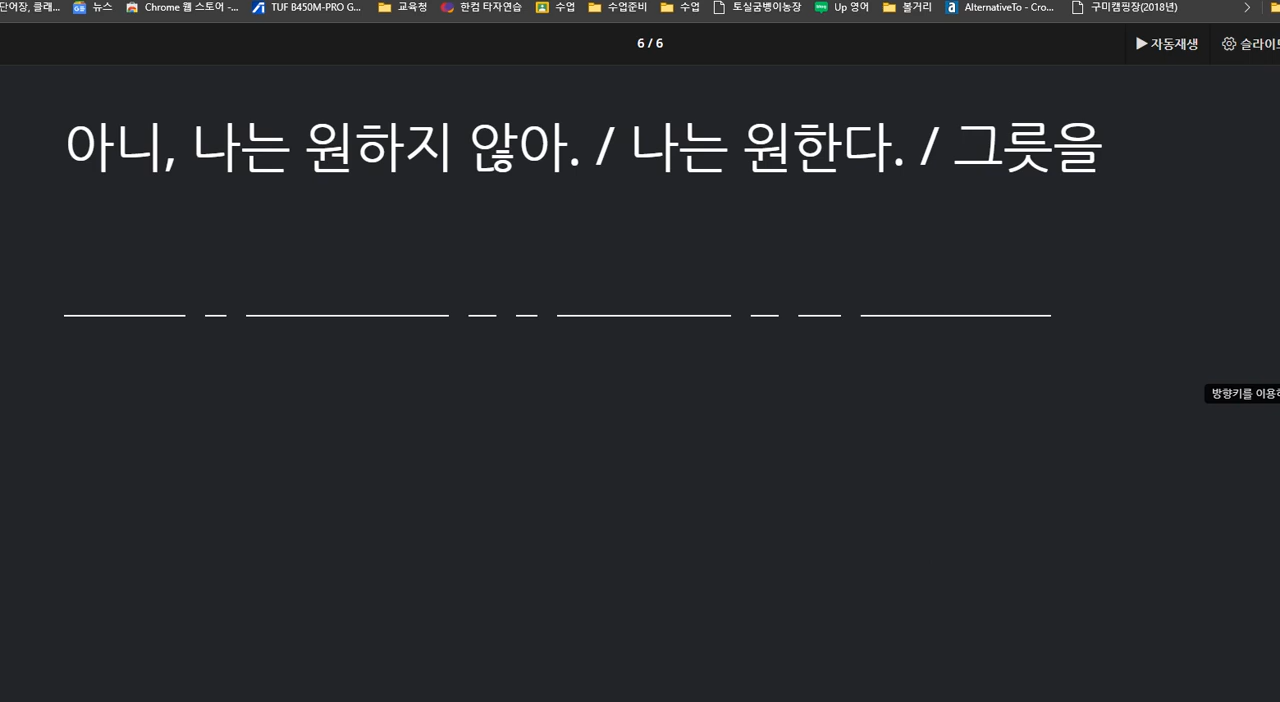 단어장, 클래... 뉴스 Chrome 웹 스토어 -... TUF B450M-PRO G... 교육청 한컴 타자연습 수업 수업준비 수업 토실굼벵이농장 Up 영어 볼거리 AlternativeTo - Cro... 구미캠핑장(2018년)
6 / 6 자동재생 슬라이드
아니, 나는 원하지 않아. / 나는 원한다. / 그릇을
방향키를 이용하